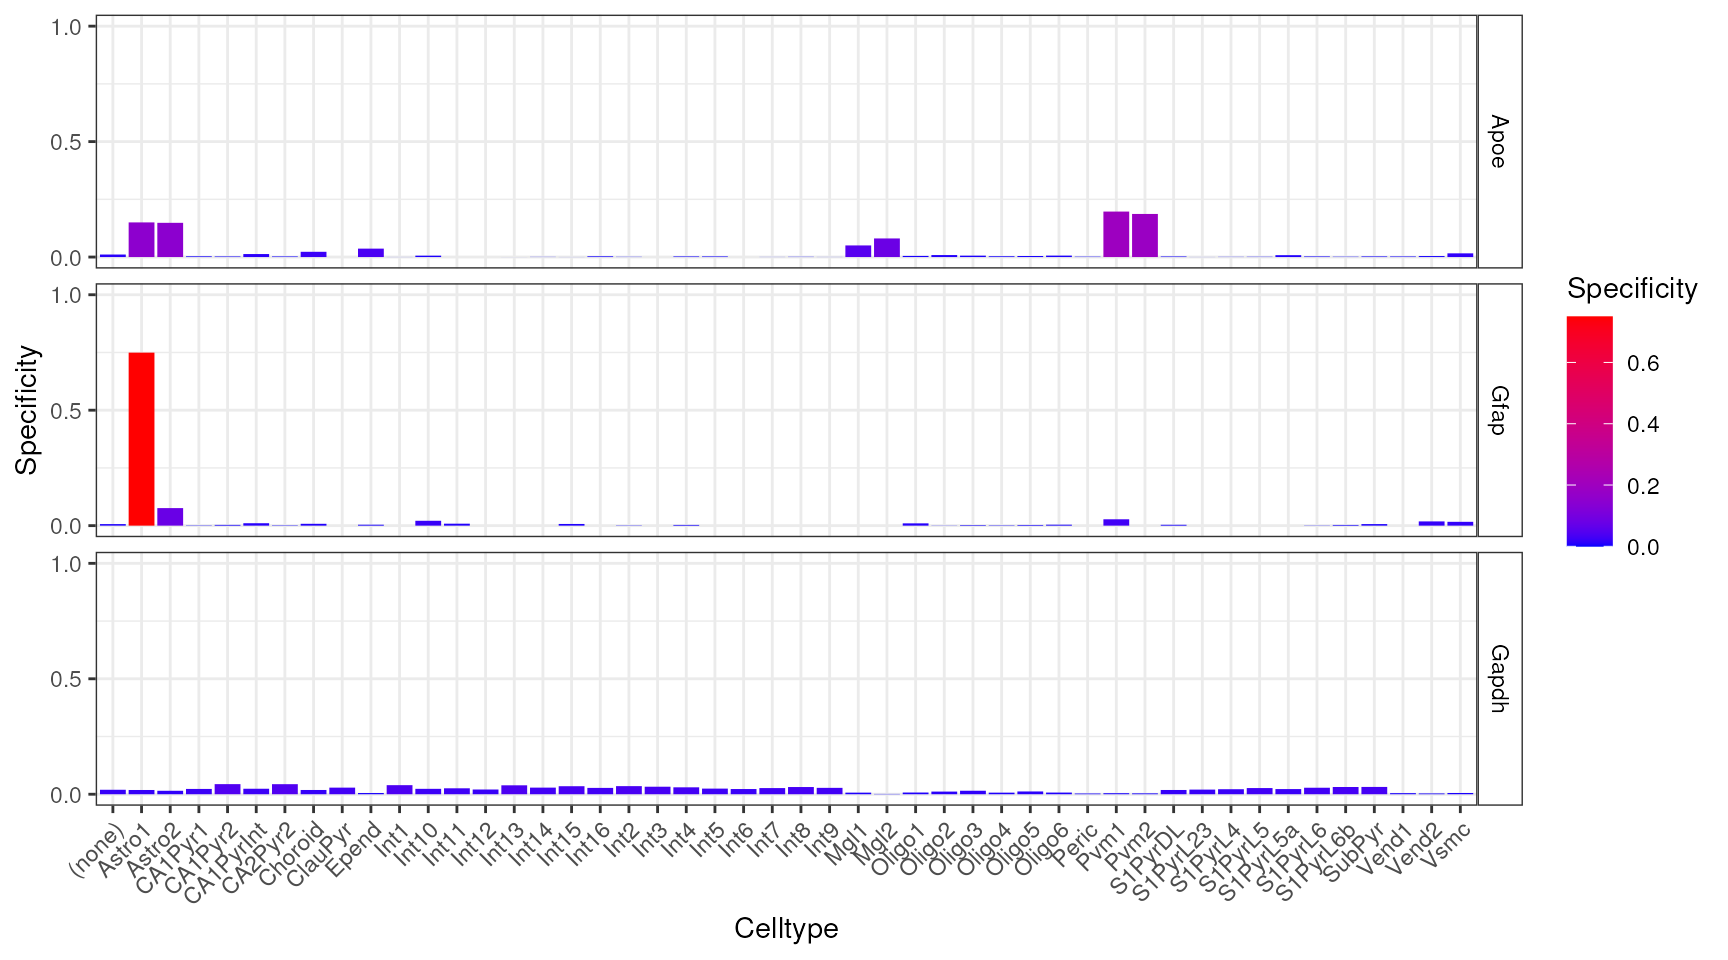 1.0
0.5
0.0
Apoe
1.0
0.5
0.0
Gfap
1.0
0.5
0.0
Gapdh
Specificity
(none)
Astro1
Astro2
CA1Pyr1
CA1Pyr2
CA1PyrInt
CA2Pyr2
Choroid
ClauPyr
Epend
Int1
Int10
Int11
Int12
Int13
Int14
Int15
Int16
Int2
Int3
Int4
Int5
Int6
Int7
Int8
Int9
Mgl1
Mgl2
Oligo1
Oligo2
Oligo3
Oligo4
Oligo5
Oligo6
Peric
Pvm1
Pvm2
S1PyrDL
S1PyrL23
S1PyrL4
S1PyrL5
S1PyrL5a
S1PyrL6
S1PyrL6b
SubPyr
Vend1
Vend2
Vsmc
Celltype
Specificity
0.6
0.4
0.2
0.0